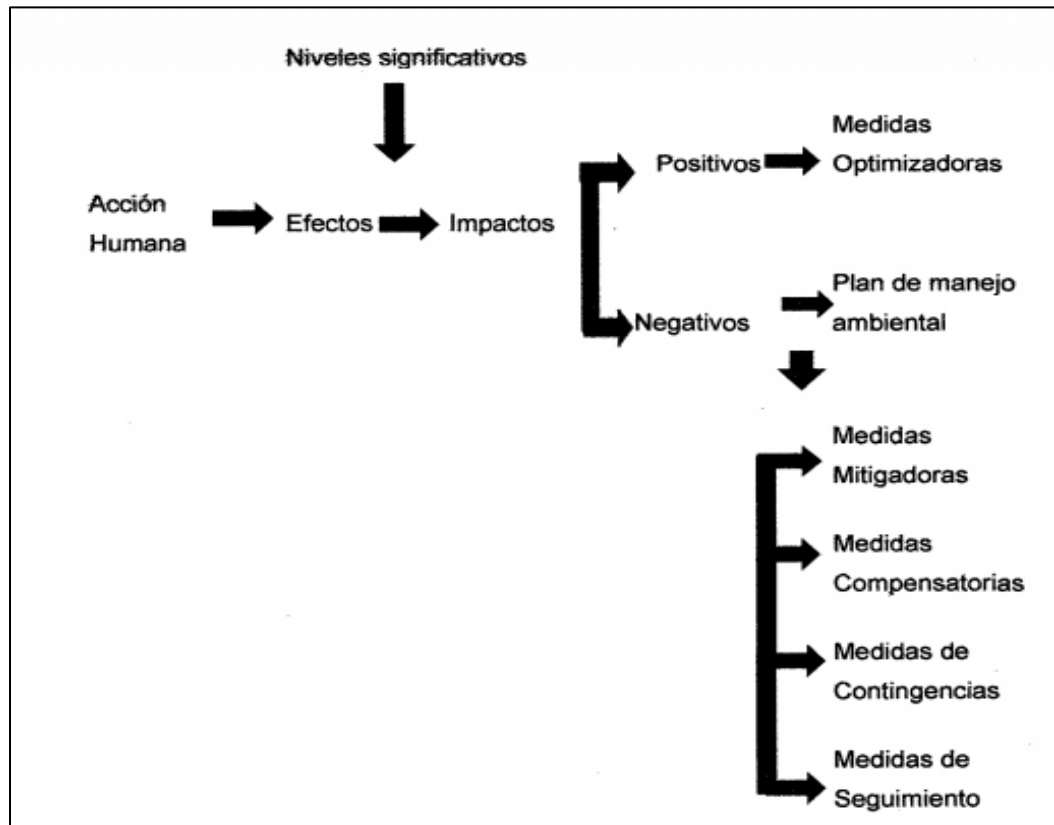 Niveles significativos
Medidas
Optimizadoras
Positivos
Acción
Humana
Efectos
Impactos
Negativos
Plan de manejo
ambiental
Medidas
Mitigadoras
Medidas
Compensatorias
Medidas de
Contingencias
Medidas de
Seguimiento